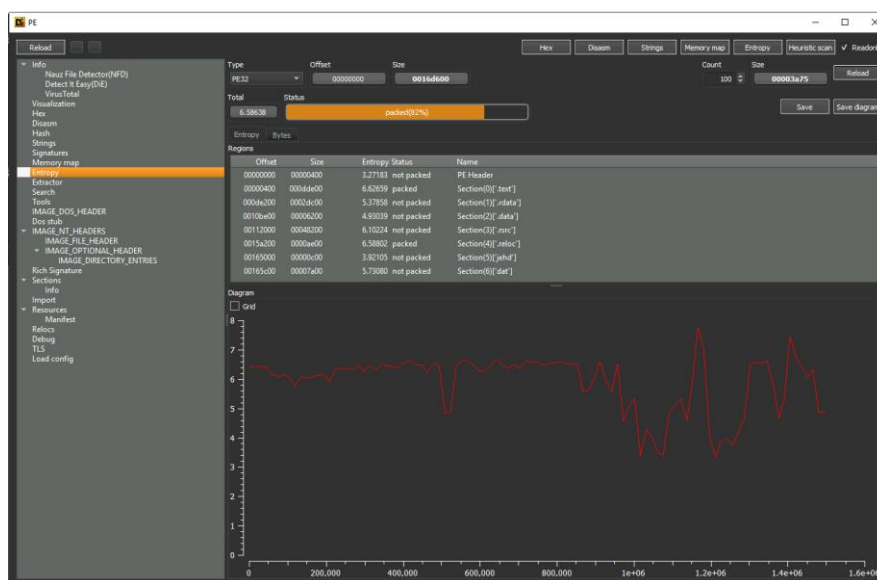 PE
Reload Hex Disasm Strings Memory map Entropy Heuristic scan Readonly
Info
Nauz File Detector(NFD)
Detect It Easy(DiE)
VirusTotal
Visualization
Hex
Disasm
Hash
Strings
Signatures
Memory map
Entropy
Extractor
Search
Tools
IMAGE_DOS_HEADER
Dos stub
IMAGE_NT_HEADERS
IMAGE_FILE_HEADER
IMAGE_OPTIONAL_HEADER
IMAGE_DIRECTORY_ENTRIES
Rich Signature
Sections
Info
Import
Resources
Manifest
Relocs
Debug
TLS
Load config
Type Offset Size Count Size
PE32 00000000 0016d600 100 00003a75 Reload
Total Status
6.58638 packed(82%) Save Save diagram
Entropy Bytes
Regions
Offset Size Entropy Status Name
00000000 00000400 3.27183 not packed PE Header
00000400 000dde00 6.62659 packed Section(0)['.text']
000de200 0002dc00 5.37858 not packed Section(1)['.rdata']
0010be00 00006200 4.93039 not packed Section(2)['.data']
00112000 00048200 6.10224 not packed Section(3)['.rsrc']
0015a200 0000ae00 6.58802 packed Section(4)['.reloc']
00165000 00000c00 3.92105 not packed Section(5)['jehd']
00165c00 00007a00 5.73080 not packed Section(6)['dat']
Diagram
Grid
8
7
6
5
4
3
2
1
0
0 200,000 400,000 600,000 800,000 1e+06 1.2e+06 1.4e+06 1.6e+06